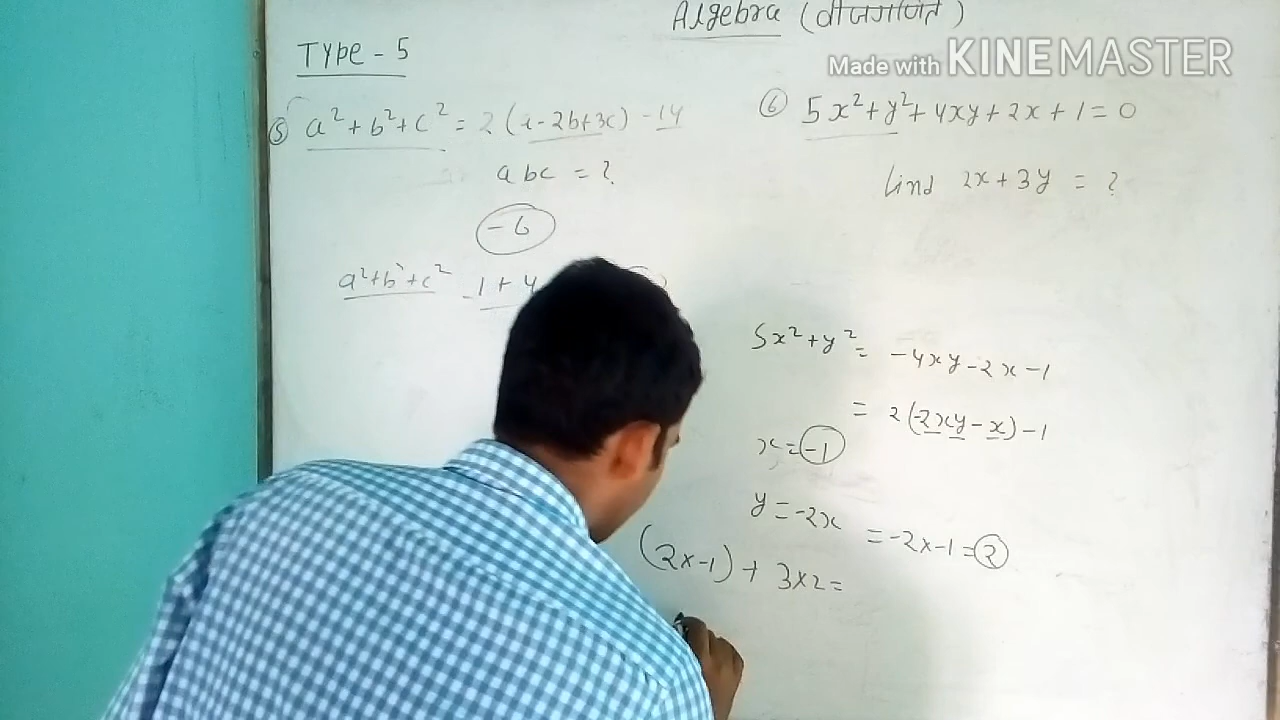 Algebra (बीजगणित)
Made with KINEMASTER
Type - 5
⑤ a² + b² + c² = 2(a - 2b + 3c) - 14
abc = ?
-6
a² + b² + c² 1 + 4
⑥ 5x² + y² + 4xy + 2x + 1 = 0
find 2x + 3y = ?
5x² + y² = -4xy - 2x - 1
= 2(-2xy - x) - 1
x = -1
y = -2x = -2x-1 = 2
(2x-1) + 3x2 =